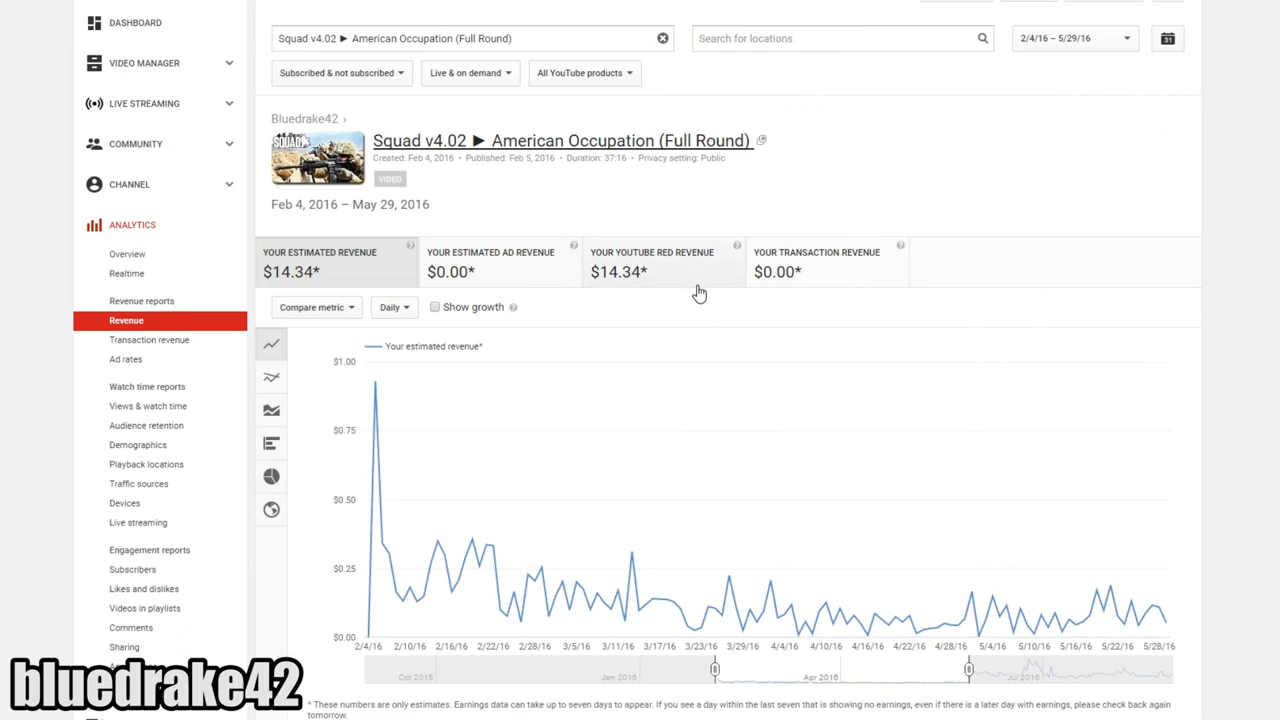 DASHBOARD
VIDEO MANAGER
LIVE STREAMING
COMMUNITY
CHANNEL
ANALYTICS
Overview
Realtime
Revenue reports
Revenue
Transaction revenue
Ad rates
Watch time reports
Views & watch time
Audience retention
Demographics
Playback locations
Traffic sources
Devices
Live streaming
Engagement reports
Subscribers
Likes and dislikes
Videos in playlists
Comments
Sharing
bluedrake42
Squad v4.02 ► American Occupation (Full Round)
Search for locations
2/4/16 – 5/29/16
31
Subscribed & not subscribed
Live & on demand
All YouTube products
Bluedrake42 ›
SQUAD
Squad v4.02 ► American Occupation (Full Round)
Created: Feb 4, 2016 • Published: Feb 5, 2016 • Duration: 37:16 • Privacy setting: Public
VIDEO
Feb 4, 2016 – May 29, 2016
YOUR ESTIMATED REVENUE
$14.34*
YOUR ESTIMATED AD REVENUE
$0.00*
YOUR YOUTUBE RED REVENUE
$14.34*
YOUR TRANSACTION REVENUE
$0.00*
Compare metric
Daily
Show growth
Your estimated revenue*
$1.00
$0.75
$0.50
$0.25
$0.00
2/4/16 2/10/16 2/16/16 2/22/16 2/28/16 3/5/16 3/11/16 3/17/16 3/23/16 3/29/16 4/4/16 4/10/16 4/16/16 4/22/16 4/28/16 5/4/16 5/10/16 5/16/16 5/22/16 5/28/16
Oct 2015 Jan 2016 Apr 2016 Jul 2016
* These numbers are only estimates. Earnings data can take up to seven days to appear. If you see a day within the last seven that is showing no earnings, even if there is a later day with earnings, please check back again
tomorrow.